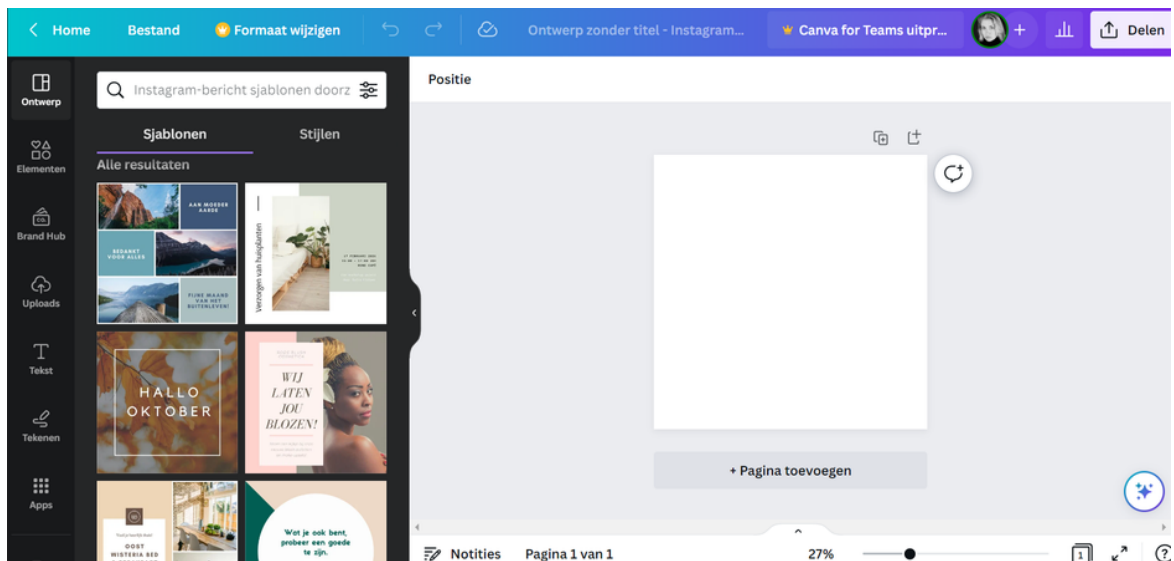 Home Bestand Formaat wijzigen Ontwerp zonder titel - Instagram... Canva for Teams uitpr... + Delen
Ontwerp
Elementen
Brand Hub
Uploads
Tekst
Tekenen
Apps
Instagram-bericht sjablonen doorz
Sjablonen Stijlen
Alle resultaten
AAN MOEDER
AARDE
BEDANKT
VOOR ALLES
FIJNE MAAND
VAN HET
BUITENLEVEN!
Verzorgen van huisplanten
HALLO
OKTOBER
WIJ
LATEN
JOU
BLOZEN!
OOST
WISTERIA BED
Wat je ook bent,
probeer een goede
te zijn.
Positie
+ Pagina toevoegen
Notities Pagina 1 van 1 27% 1 ?